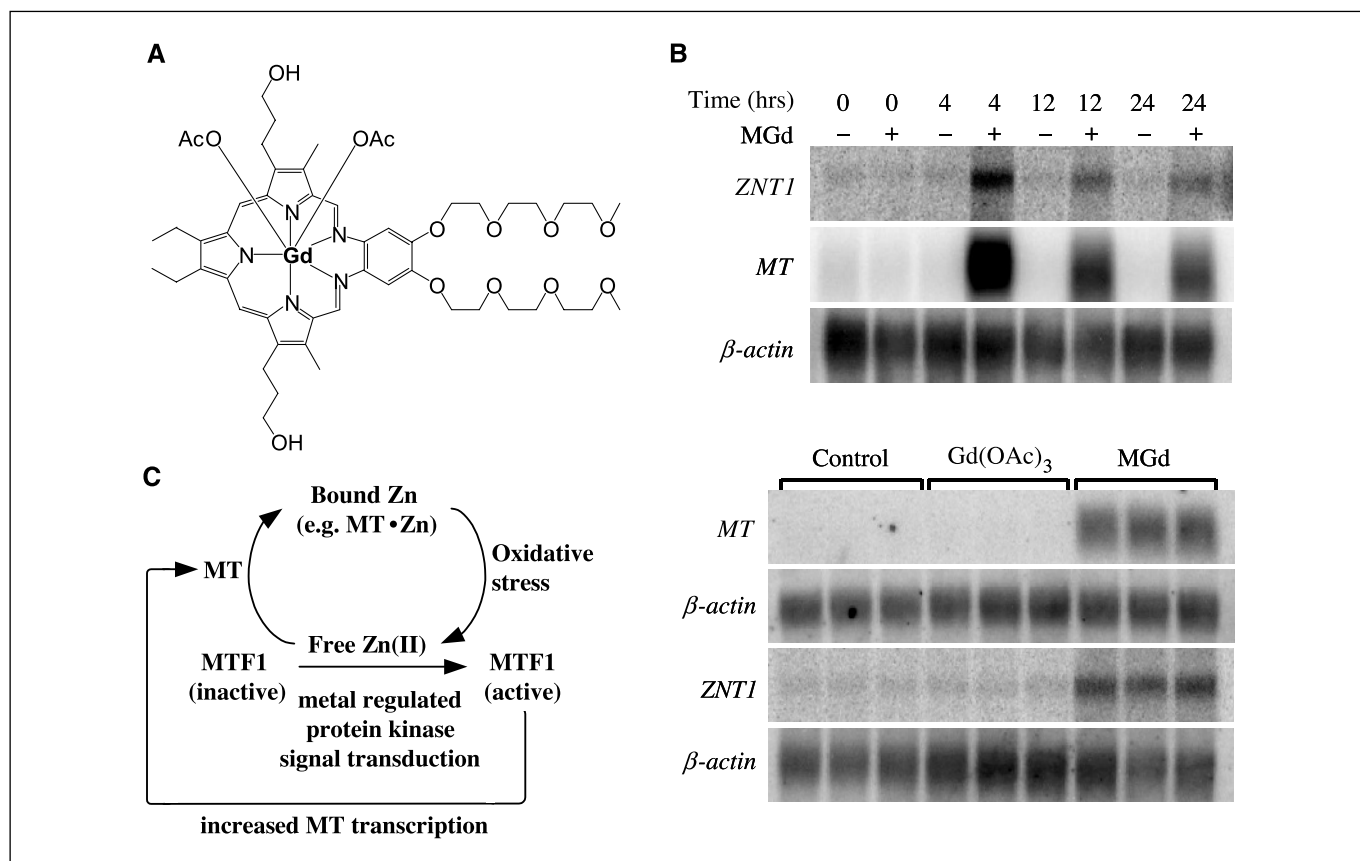 A
OH
AcO
OAc
N
N
N
Gd
N
N
O
O
O
O
O
O
O
O
OH
B
Time (hrs) 0 0 4 4 12 12 24 24
MGd – + – + – + – +
ZNT1
MT
β-actin
Control Gd(OAc)3 MGd
MT
β-actin
ZNT1
β-actin
C
Bound Zn
(e.g. MT•Zn)
Oxidative
stress
MT
Free Zn(II)
MTF1
(inactive)
MTF1
(active)
metal regulated
protein kinase
signal transduction
increased MT transcription